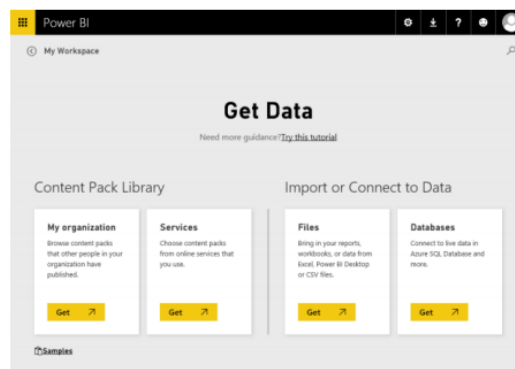 Power BI
?
My Workspace
Get Data
Need more guidance?Try this tutorial
Content Pack Library
Import or Connect to Data
My organization
Browse content packs
that other people in your
organization have
published.
Get
Services
Choose content packs
from online services that
you use.
Get
Files
Bring in your reports,
workbooks, or data from
Excel, Power BI Desktop
or CSV files.
Get
Databases
Connect to live data in
Azure SQL Database and
more.
Get
Samples